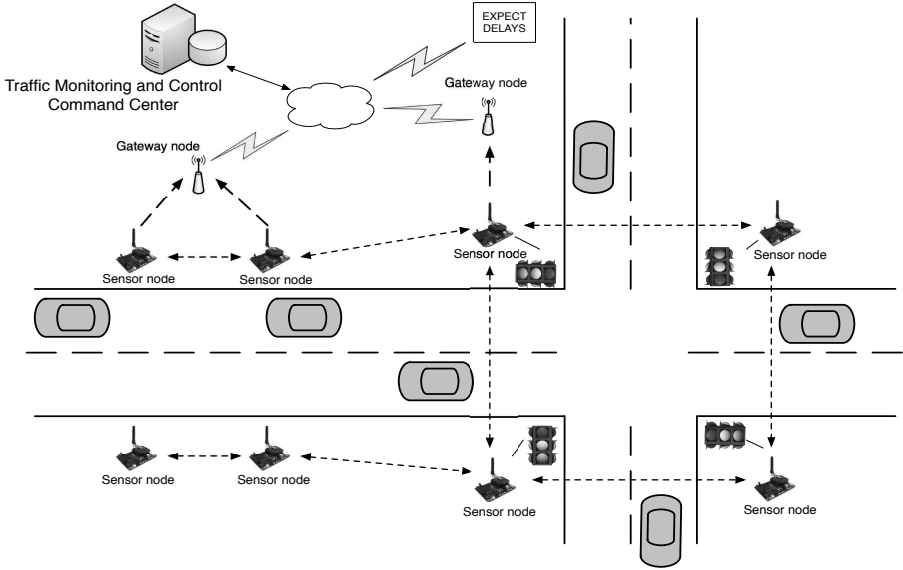 EXPECT
DELAYS
Traffic Monitoring and Control
Command Center
Gateway node
Gateway node
Sensor node
Sensor node
Sensor node
Sensor node
Sensor node
Sensor node
Sensor node
Sensor node